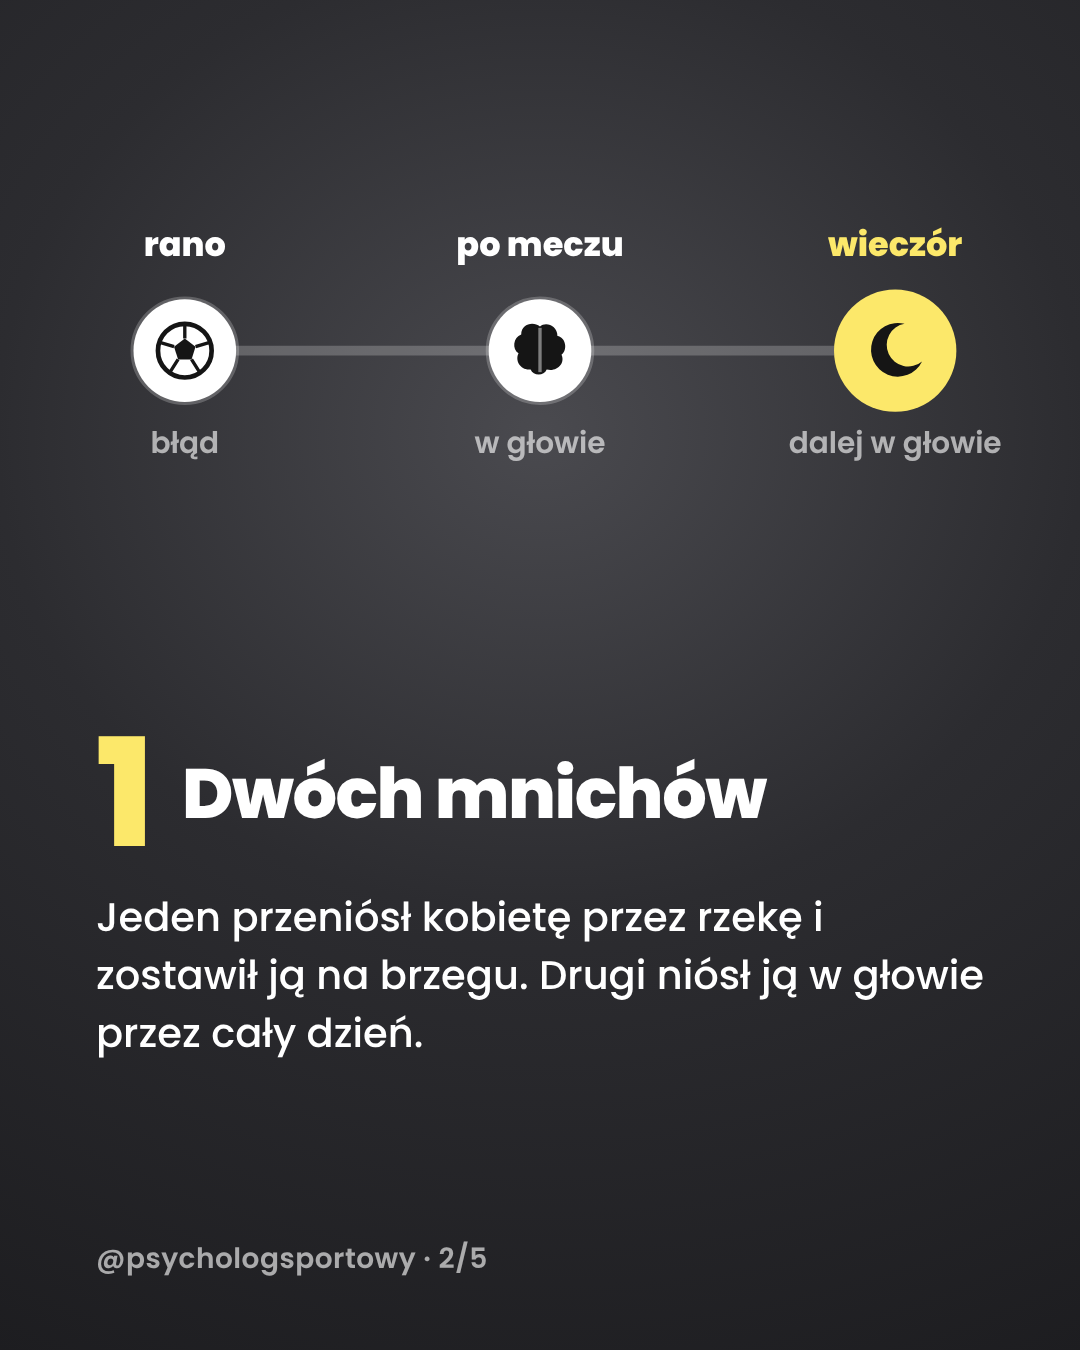 rano
po meczu
wieczór
błąd
w głowie
dalej w głowie
1 Dwóch mnichów
Jeden przeniósł kobietę przez rzekę i
zostawił ją na brzegu. Drugi niósł ją w głowie
przez cały dzień.
@psychologsportowy · 2/5